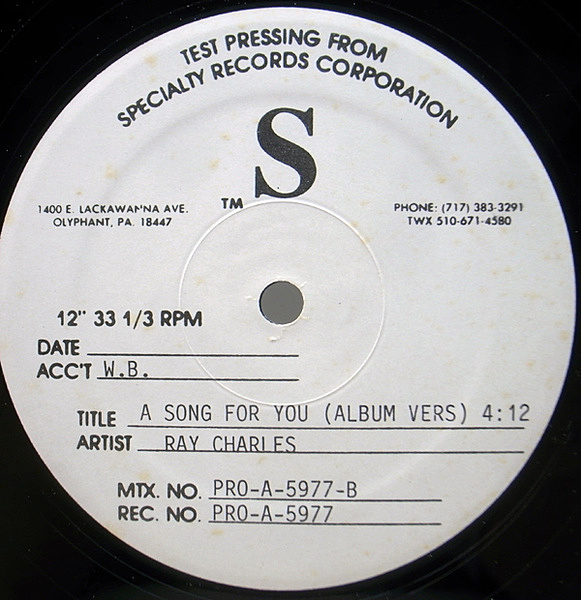 TEST PRESSING FROM
SPECIALTY RECORDS CORPORATION
S
TM
1400 E. LACKAWANNA AVE.
OLYPHANT, PA. 18447
PHONE: (717) 383-3291
TWX 510-671-4580
12" 33 1/3 RPM
DATE
ACC'T W.B.
TITLE A SONG FOR YOU (ALBUM VERS) 4:12
ARTIST RAY CHARLES
MTX. NO. PRO-A-5977-B
REC. NO. PRO-A-5977